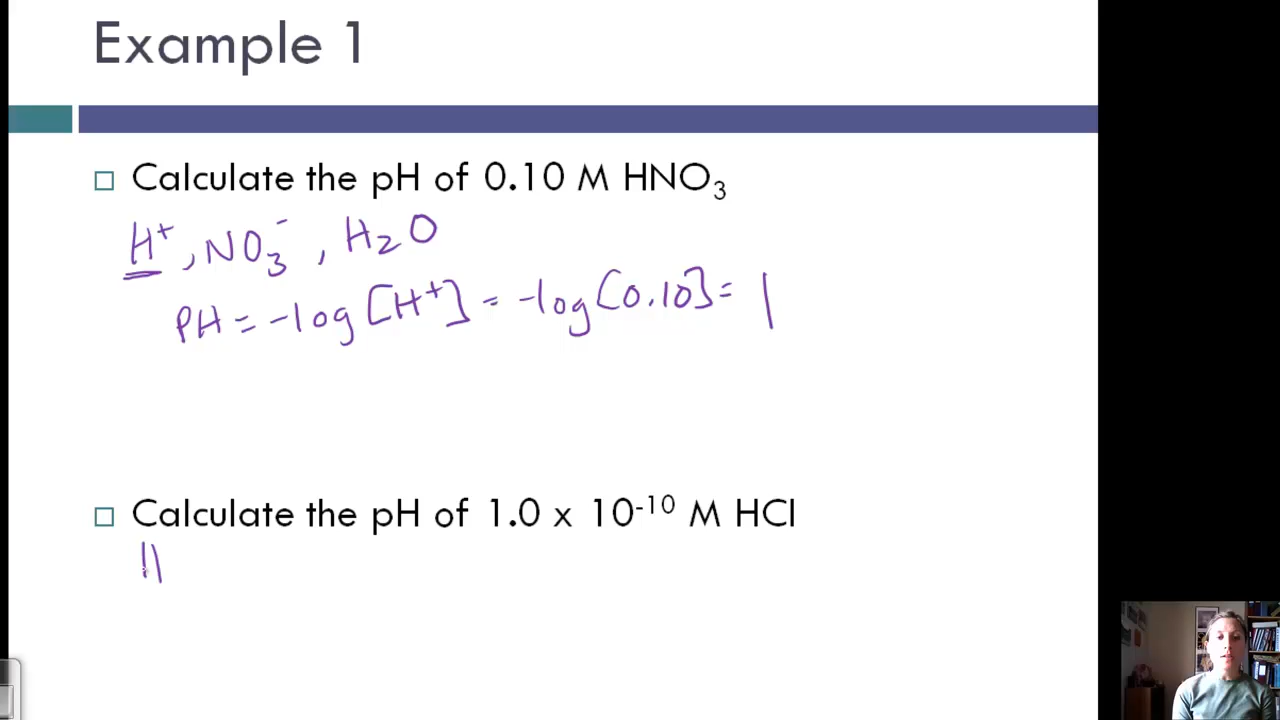 Example 1
Calculate the pH of 0.10 M HNO₃
H⁺, NO₃⁻, H₂O
PH = -log[H⁺] = -log[0.10] = 1
Calculate the pH of 1.0 x 10⁻¹⁰ M HCl